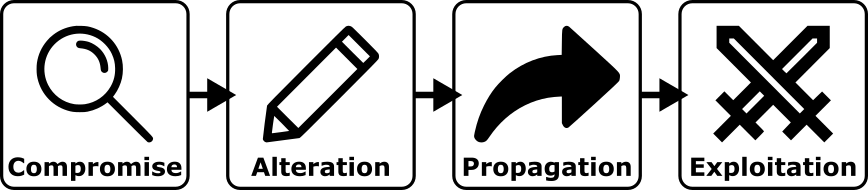 Compromise
Alteration
Propagation
Exploitation